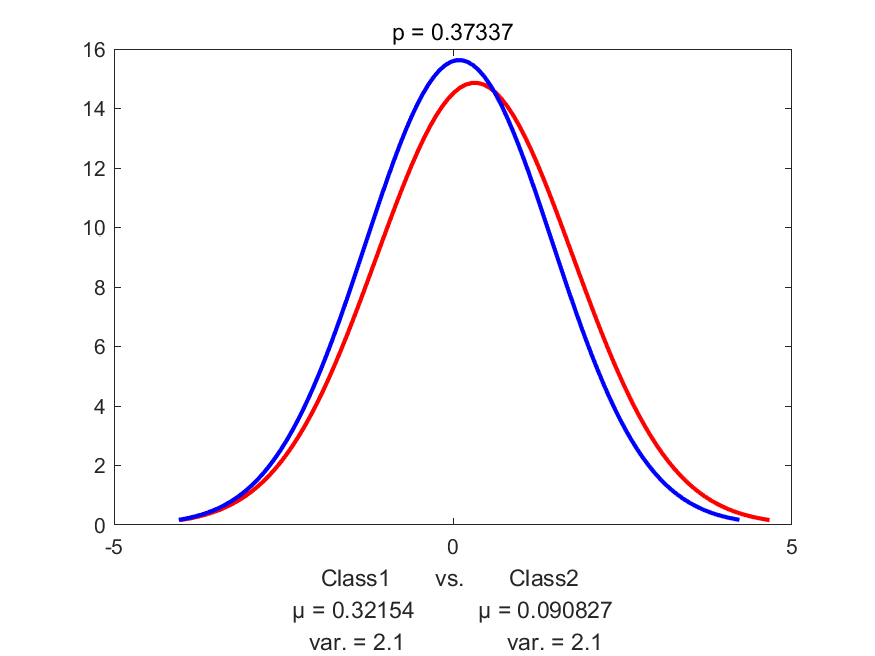 p = 0.37337
16
14
12
10
8
6
4
2
0
-5 0 5
Class1 vs. Class2
μ = 0.32154 μ = 0.090827
var. = 2.1 var. = 2.1